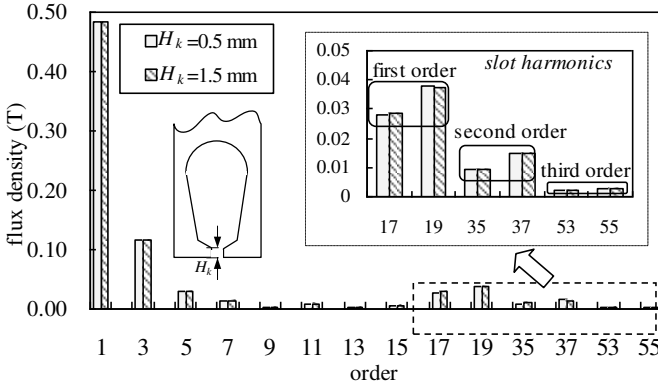 0.50
0.50
0.50
0.20
0.10
0.00
flux density (T)
H_k=0.5 mm
H_k=1.5 mm
H_k
0.05
0.04
0.03
0.02
0.01
0
slot harmonics
first order
second order
third order
17 19 35 37 53 55
1 3 5 7 9 11 13 15 17 19 35 37 53 55
order